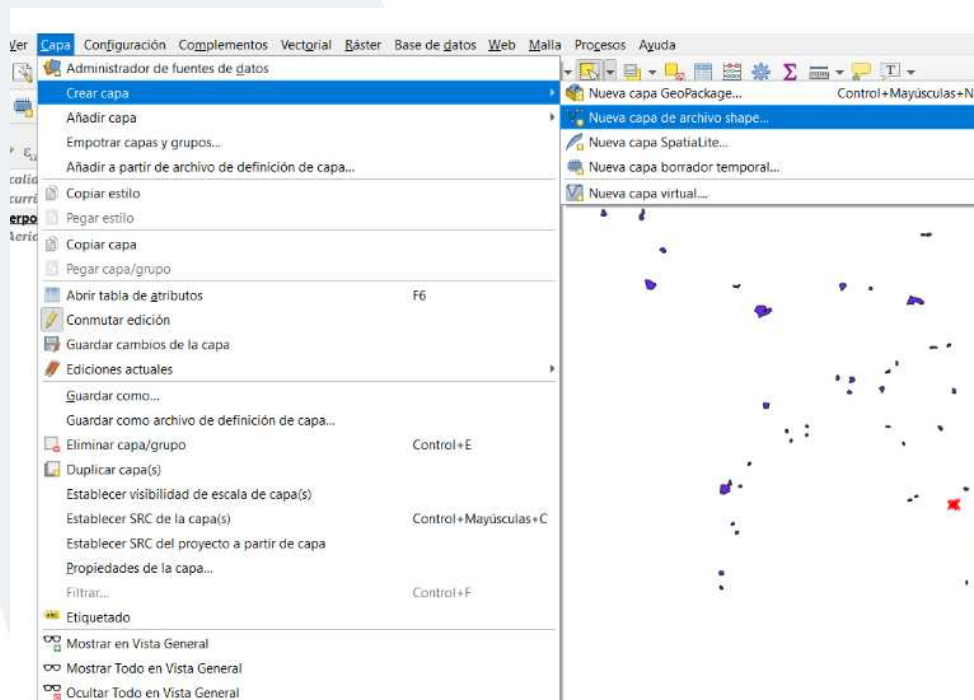 Ver Capa Configuración Complementos Vectorial Ráster Base de datos Web Malla Procesos Ayuda
Administrador de fuentes de datos
Crear capa
Nueva capa GeoPackage... Control+Mayúsculas+N
Añadir capa
Nueva capa de archivo shape...
Empotrar capas y grupos...
Nueva capa SpatiaLite...
Añadir a partir de archivo de definición de capa...
Nueva capa borrador temporal...
Copiar estilo
Nueva capa virtual....
Pegar estilo
Copiar capa
Pegar capa/grupo
Abrir tabla de atributos F6
Conmutar edición
Guardar cambios de la capa
Ediciones actuales
Guardar como...
Guardar como archivo de definición de capa...
Eliminar capa/grupo Control+E
Duplicar capa(s)
Establecer visibilidad de escala de capa(s)
Establecer SRC de la capa(s) Control+Mayúsculas+C
Establecer SRC del proyecto a partir de capa
Propiedades de la capa...
Filtrar... Control+F
Etiquetado
Mostrar en Vista General
Mostrar Todo en Vista General
Ocultar Todo en Vista General